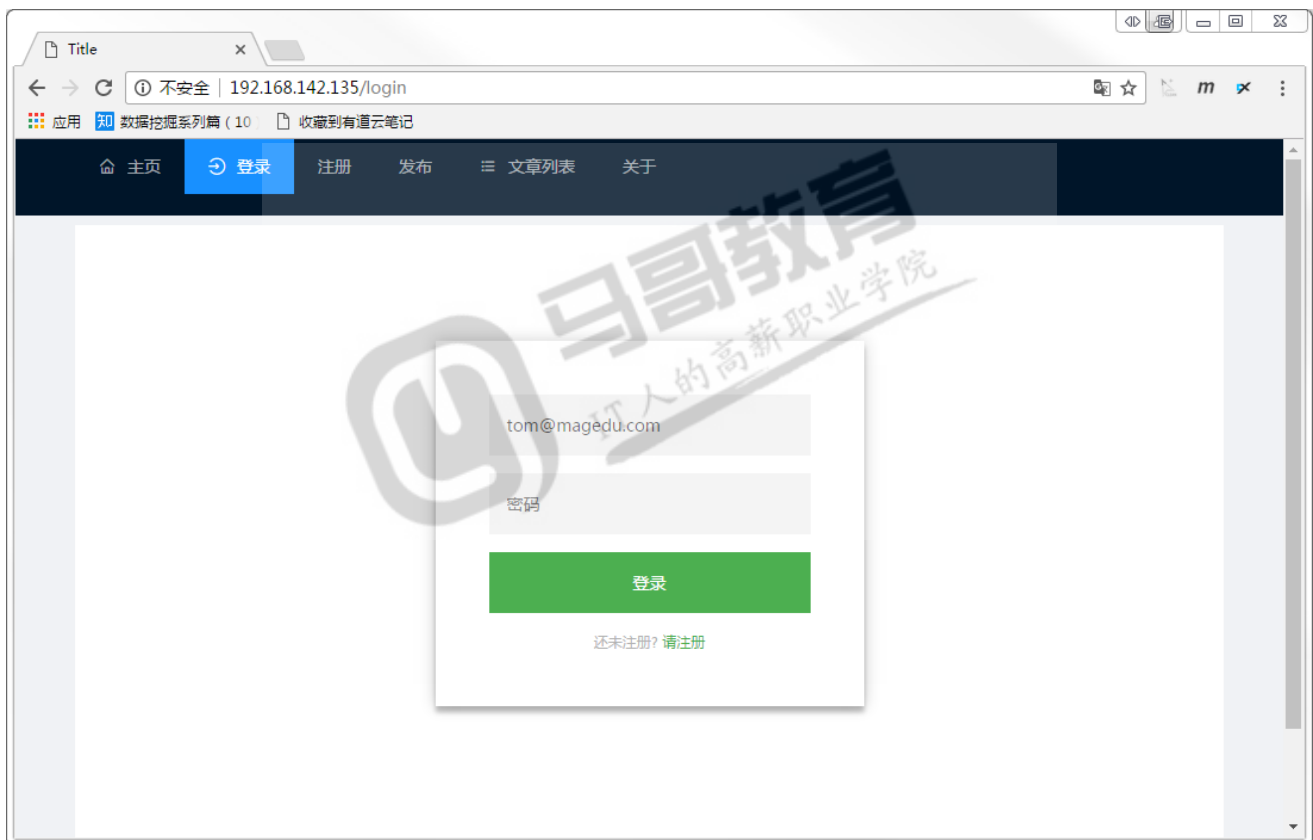 Title
不安全 | 192.168.142.135/login
应用 知 数据挖掘系列篇 ( 10 收藏到有道云笔记
主页 登录 注册 发布 文章列表 关于
马哥教育
IT人的高薪职业学院
tom@magedu.com
密码
登录
还未注册? 请注册